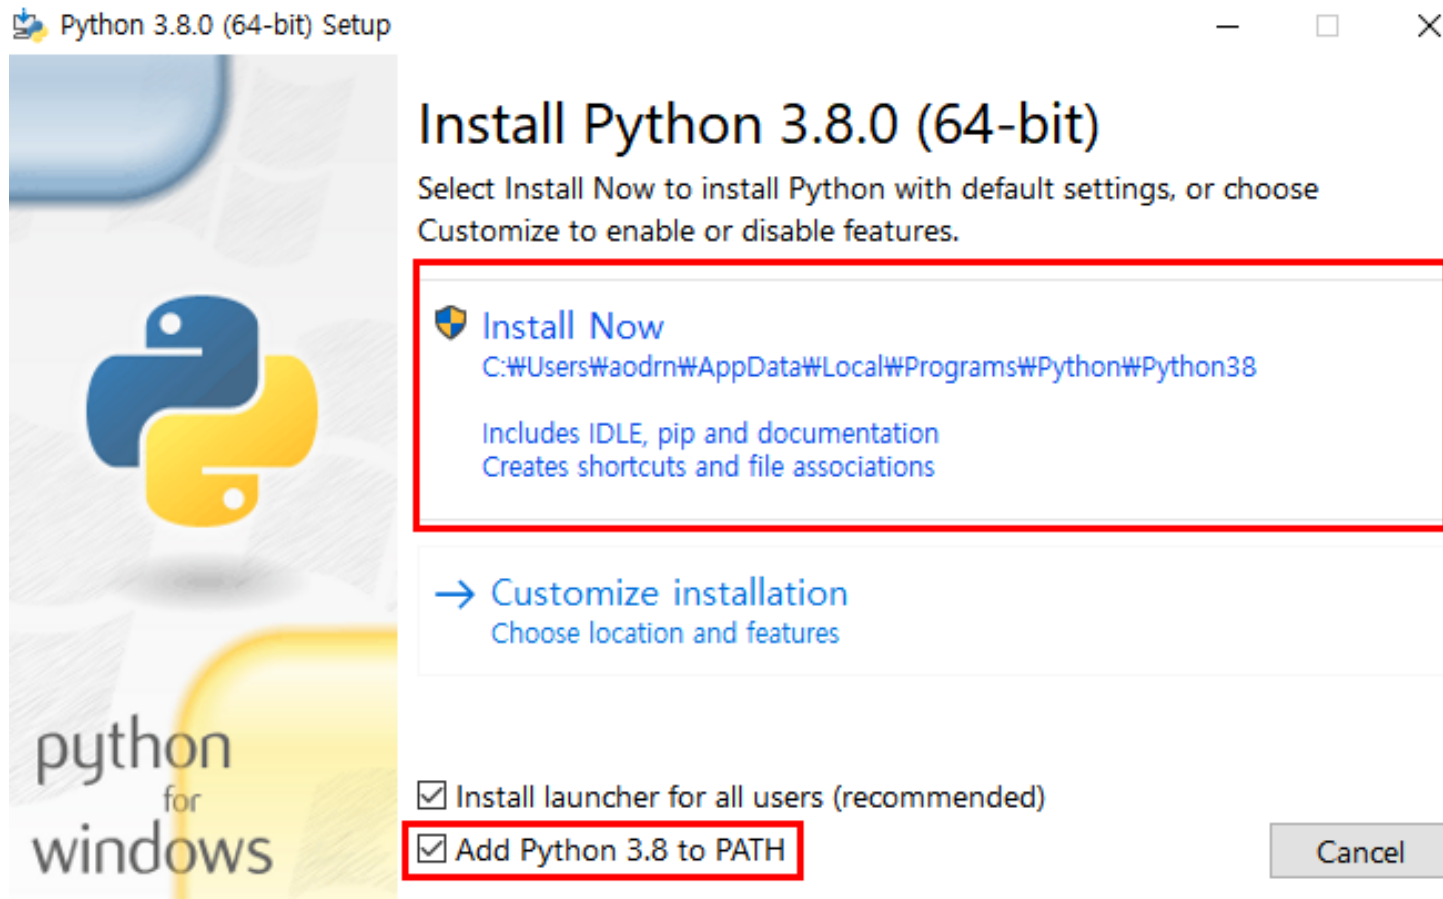 Python 3.8.0 (64-bit) Setup
Install Python 3.8.0 (64-bit)
Select Install Now to install Python with default settings, or choose
Customize to enable or disable features.
Install Now
C:₩Users₩aodrn₩AppData₩Local₩Programs₩Python₩Python38
Includes IDLE, pip and documentation
Creates shortcuts and file associations
Customize installation
Choose location and features
python
for
windows
Install launcher for all users (recommended)
Add Python 3.8 to PATH
Cancel